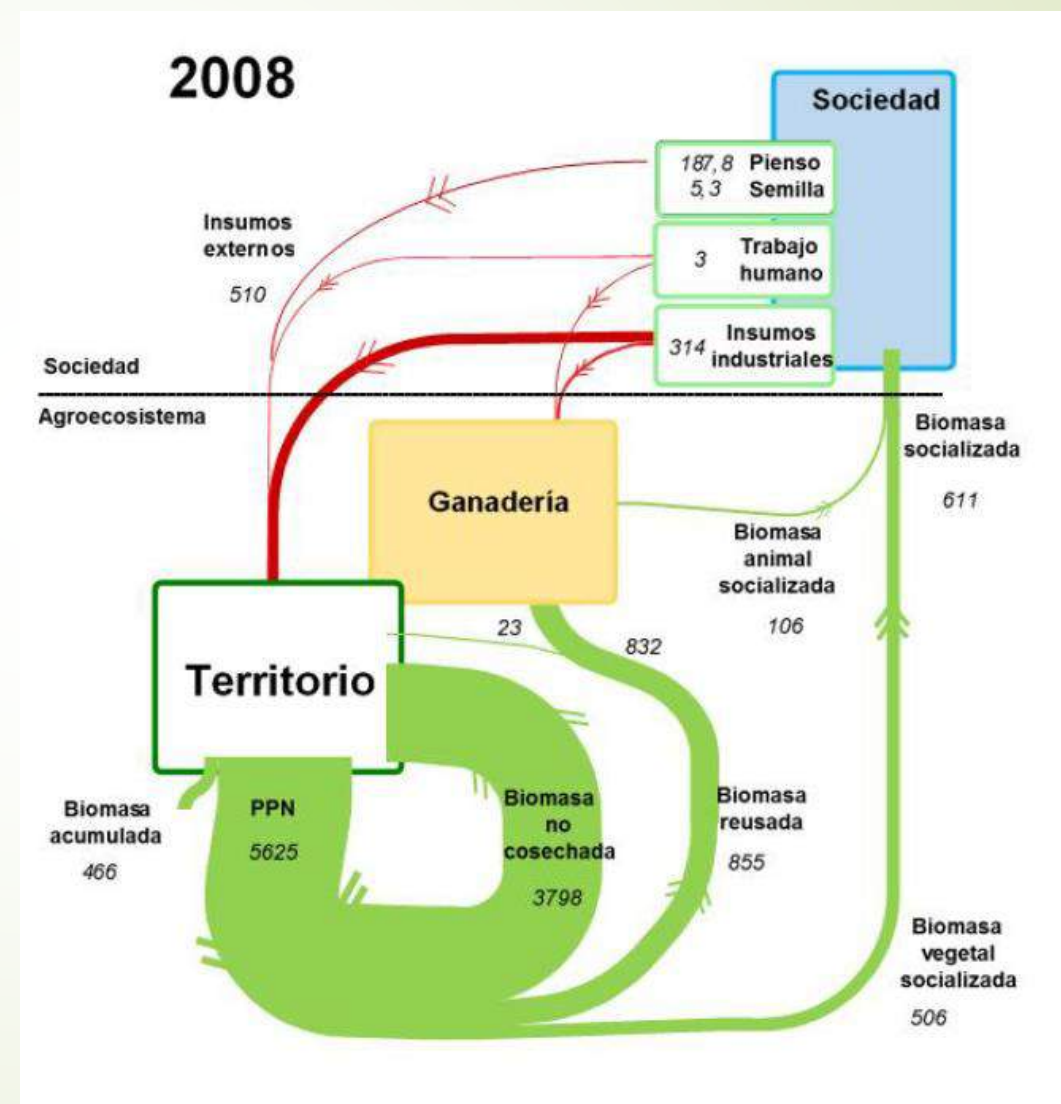 2008
Sociedad
187,8 Pienso
5,3 Semilla
Insumos
externos
510
3 Trabajo
humano
314 Insumos
industriales
Sociedad
Agroecosistema
Biomasa
socializada
611
Ganadería
Biomasa
animal
socializada
106
23
832
Territorio
Biomasa
acumulada
466
PPN
5625
Biomasa
no
cosechada
3798
Biomasa
reusada
855
Biomasa
vegetal
socializada
506